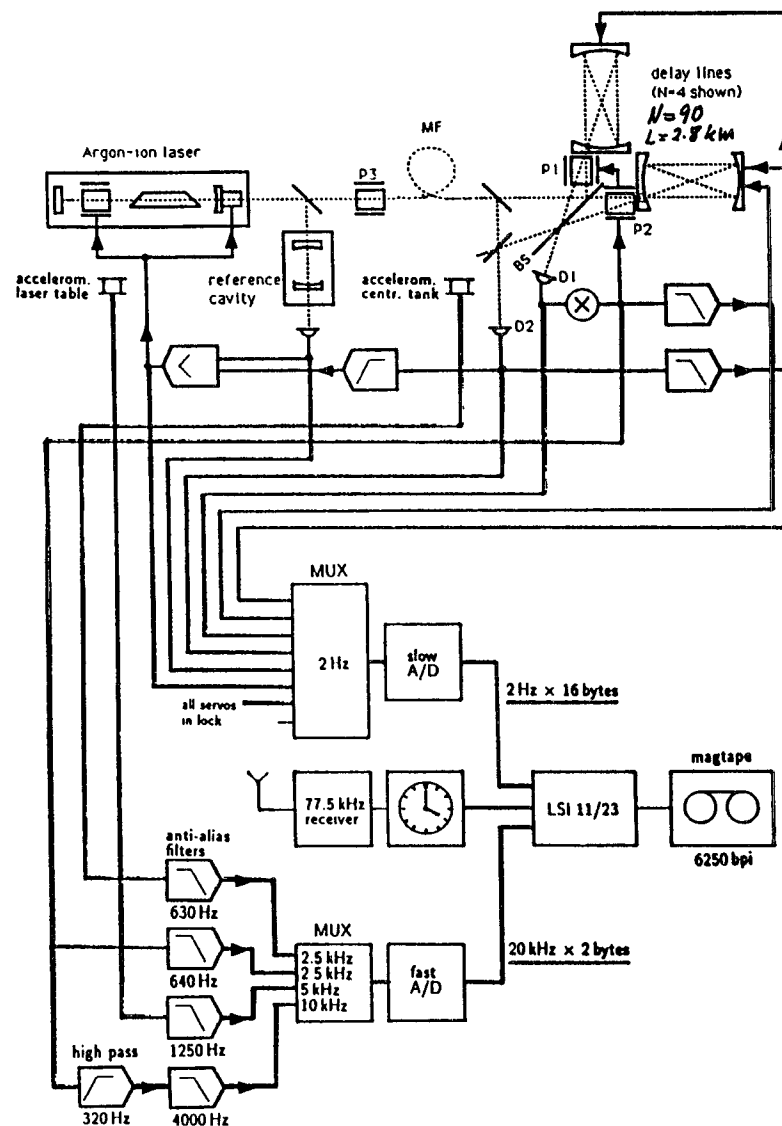 delay lines
(N=4 shown)
N=90
L=2.8 km
MF
Argon-ion laser
P3
P1
P2
BS
D1
D2
accelerom.
laser table
reference
cavity
accelerom.
centr. tank
MUX
2 Hz
slow
A/D
all servos
in lock
2 Hz × 16 bytes
77.5 kHz
receiver
LSI 11/23
magtape
6250 bpi
anti-alias
filters
630 Hz
640 Hz
1250 Hz
high pass
320 Hz
4000 Hz
MUX
2.5 kHz
2 5 kHz
5 kHz
10 kHz
fast
A/D
20 kHz × 2 bytes